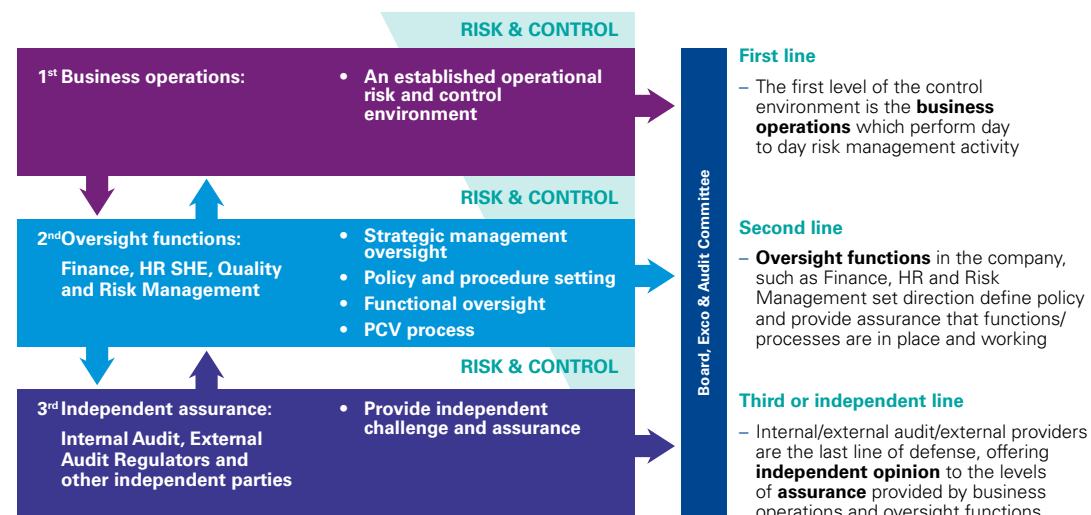 RISK & CONTROL
1st Business operations:
• An established operational
risk and control
environment
RISK & CONTROL
2nd Oversight functions:
Finance, HR SHE, Quality
and Risk Management
• Strategic management
oversight
• Policy and procedure setting
• Functional oversight
• PCV process
RISK & CONTROL
3rd Independent assurance:
Internal Audit, External
Audit Regulators and
other independent parties
• Provide independent
challenge and assurance
Board, Exco & Audit Committee
First line
– The first level of the control
environment is the business
operations which perform day
to day risk management activity
Second line
– Oversight functions in the company,
such as Finance, HR and Risk
Management set direction define policy
and provide assurance that functions/
processes are in place and working
Third or independent line
– Internal/external audit/external providers
are the last line of defense, offering
independent opinion to the levels
of assurance provided by business
operations and oversight functions